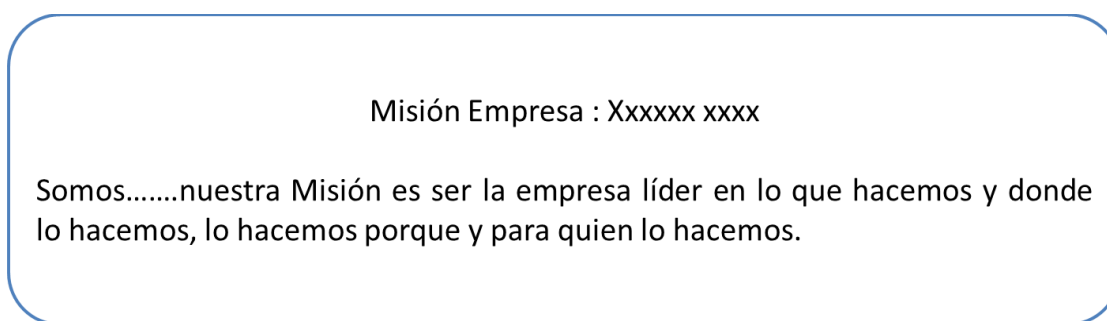 Misión Empresa : Xxxxxx xxxx
Somos.......nuestra Misión es ser la empresa líder en lo que hacemos y donde
lo hacemos, lo hacemos porque y para quien lo hacemos.